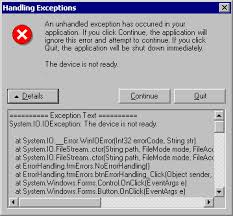 Handling Exceptions
An unhandled exception has occurred in your
application. If you click Continue, the application will
ignore this error and attempt to continue. If you click
Quit, the application will be shut down immediately.
The device is not ready.
Details
Continue
Quit
========== Exception Text ==========
System.IO.IOException: The device is not ready.
at System.IO.__Error.WinIOError(Int32 errorCode, String str)
at System.IO.FileStream..ctor(String path, FileMode mode, FileAcc
at System.IO.FileStream..ctor(String path, FileMode mode, FileAcc
at ErrorHandling.frmErrors.NoErrorHandling()
at ErrorHandling.frmErrors.btnErrorHandling_Click(Object sender,
at System.Windows.Forms.Control.OnClick(EventArgs e)
at System.Windows.Forms.Button.OnClick(EventArgs e)